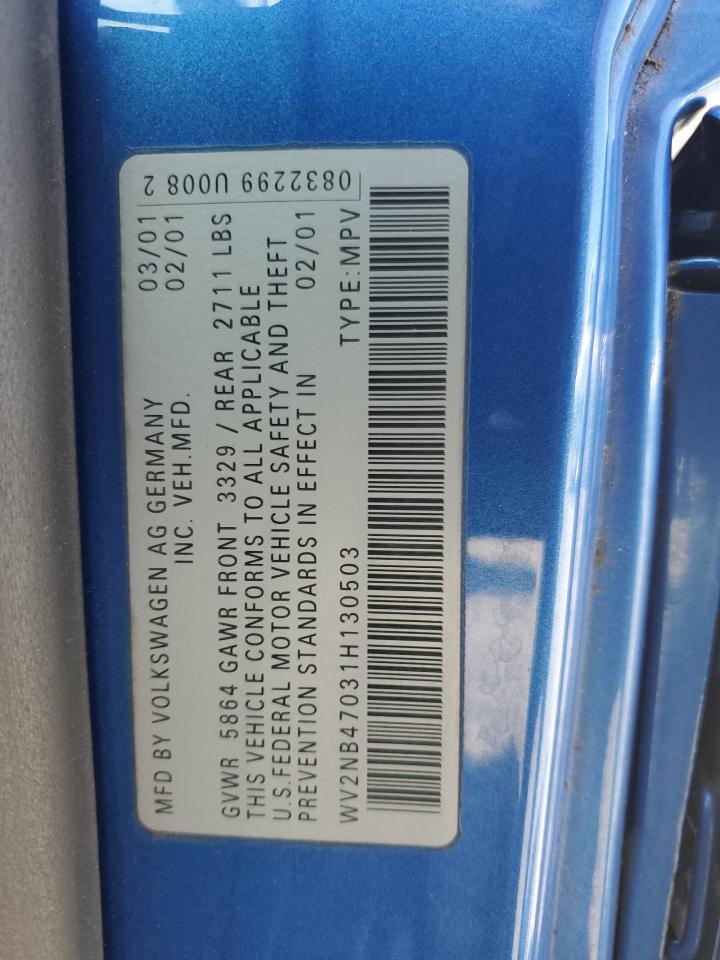 MFD BY VOLKSWAGEN AG GERMANY 03/01
INC. VEH.MFD. 02/01
GVWR 5864 GAWR FRONT 3329 / REAR 2711 LBS
THIS VEHICLE CONFORMS TO ALL APPLICABLE
U.S.FEDERAL MOTOR VEHICLE SAFETY AND THEFT
PREVENTION STANDARDS IN EFFECT IN 02/01
WV2NB47031H130503 TYPE:MPV
0832299 U008 2